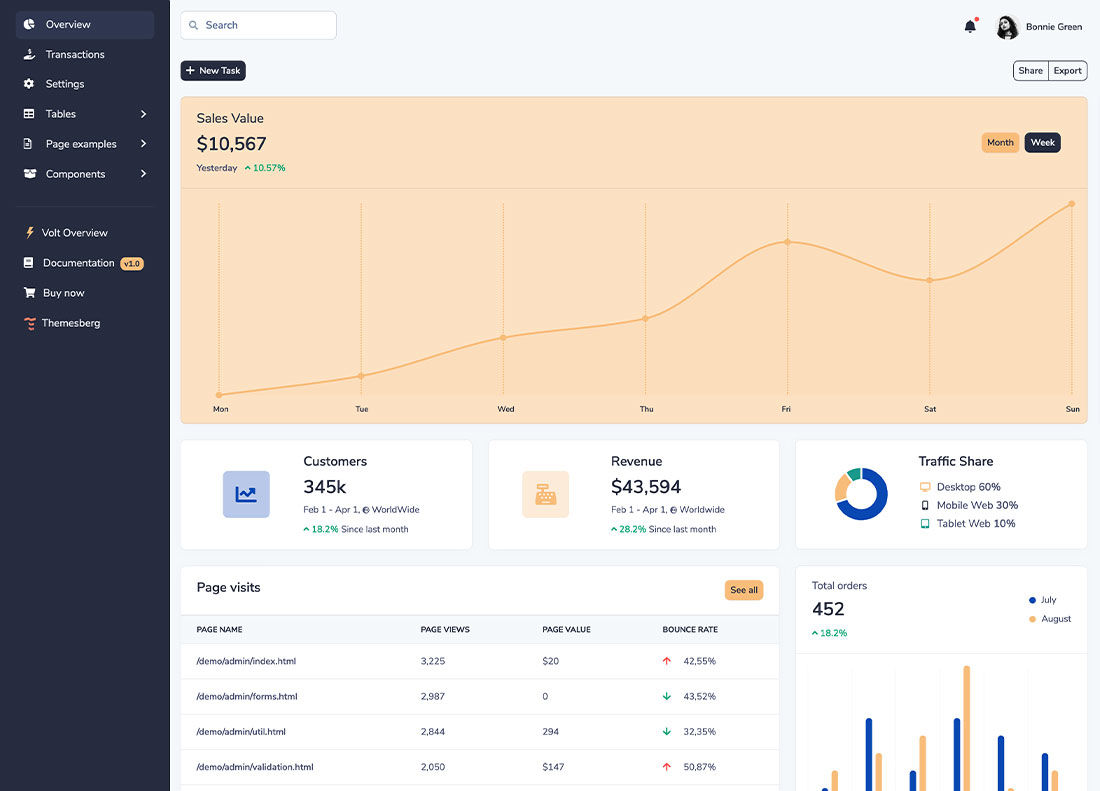 Overview
Transactions
Settings
Tables
Page examples
Components
Volt Overview
Documentation v1.0
Buy now
Themesberg
Search
Bonnie Green
New Task
Share Export
Sales Value
$10,567
Yesterday 10.57%
Month Week
Mon Tue Wed Thu Fri Sat Sun
Customers
345k
Feb 1 - Apr 1, WorldWide
18.2% Since last month
Revenue
$43,594
Feb 1 - Apr 1, Worldwide
28.2% Since last month
Traffic Share
Desktop 60%
Mobile Web 30%
Tablet Web 10%
Page visits
See all
PAGE NAME PAGE VIEWS PAGE VALUE BOUNCE RATE
/demo/admin/index.html 3,225 $20 42,55%
/demo/admin/forms.html 2,987 0 43,52%
/demo/admin/util.html 2,844 294 32,35%
/demo/admin/validation.html 2,050 $147 50,87%
Total orders
452
18.2%
July
August